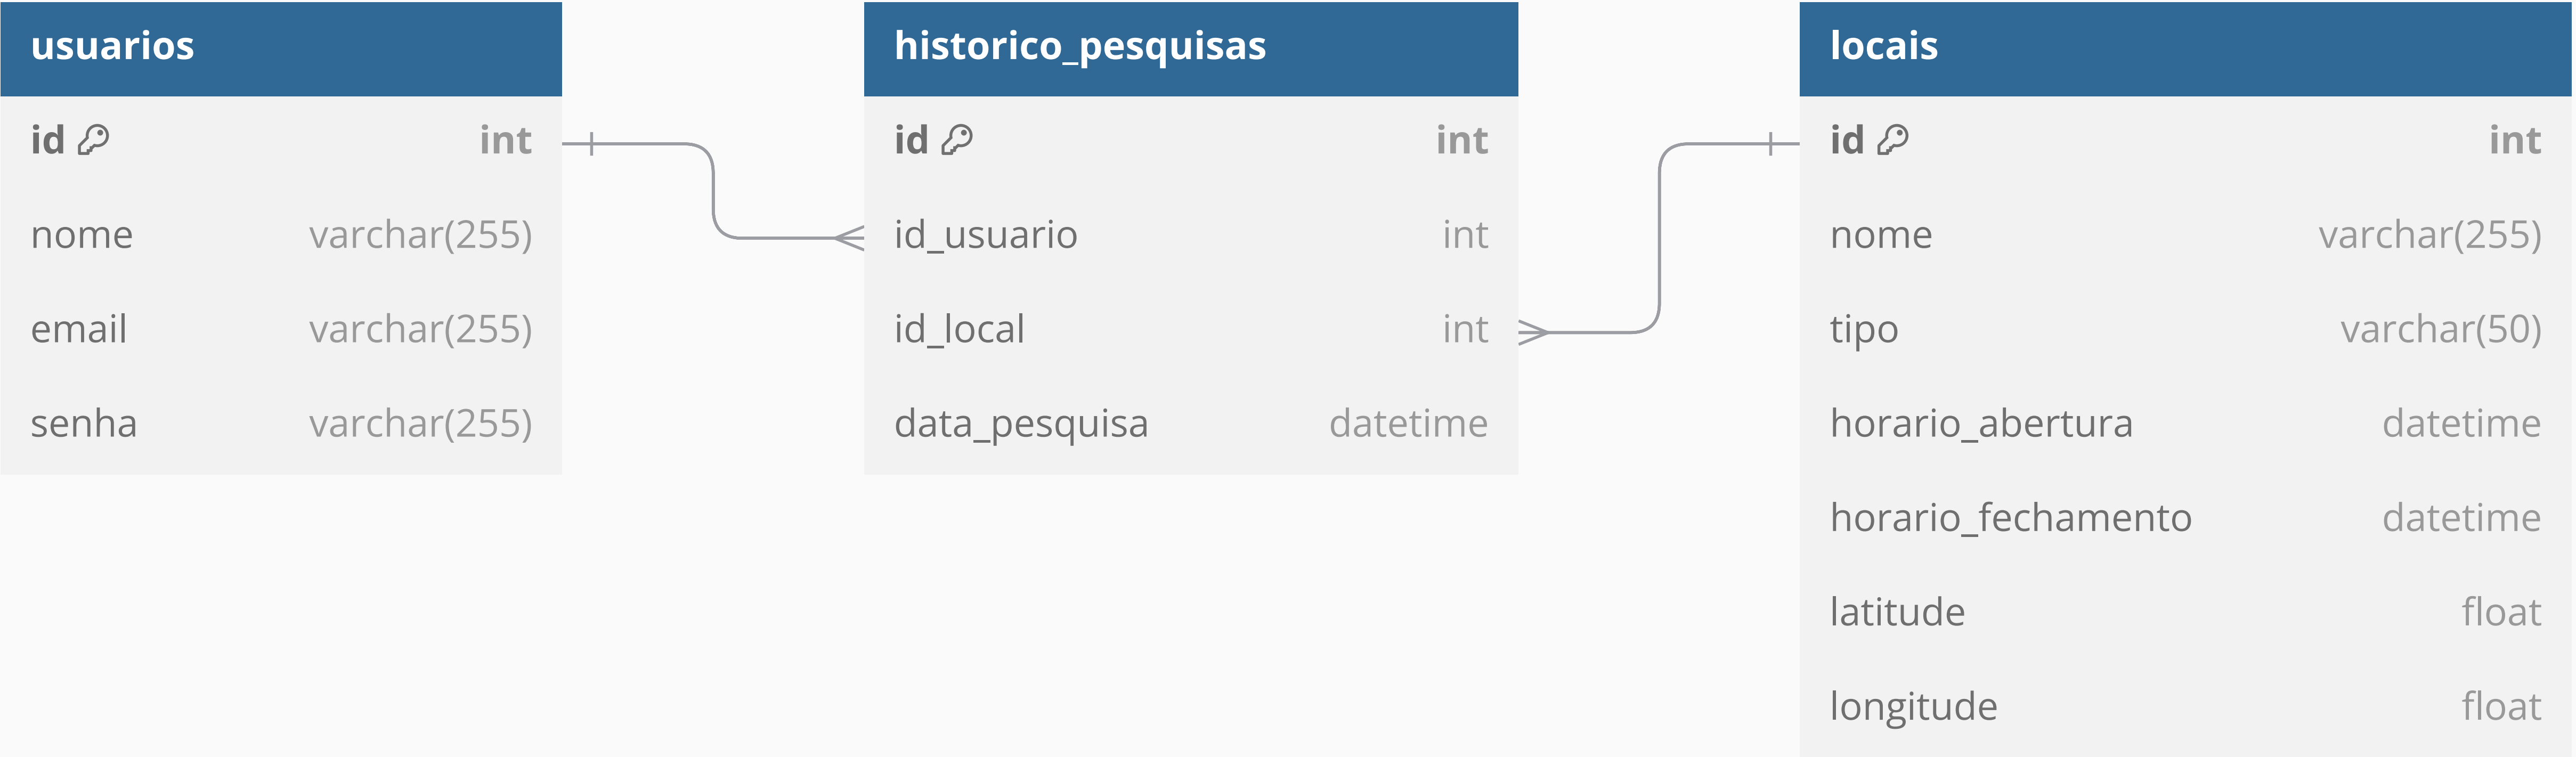 usuarios
id int
nome varchar(255)
email varchar(255)
senha varchar(255)
historico_pesquisas
id int
id_usuario int
id_local int
data_pesquisa datetime
locais
id int
nome varchar(255)
tipo varchar(50)
horario_abertura datetime
horario_fechamento datetime
latitude float
longitude float